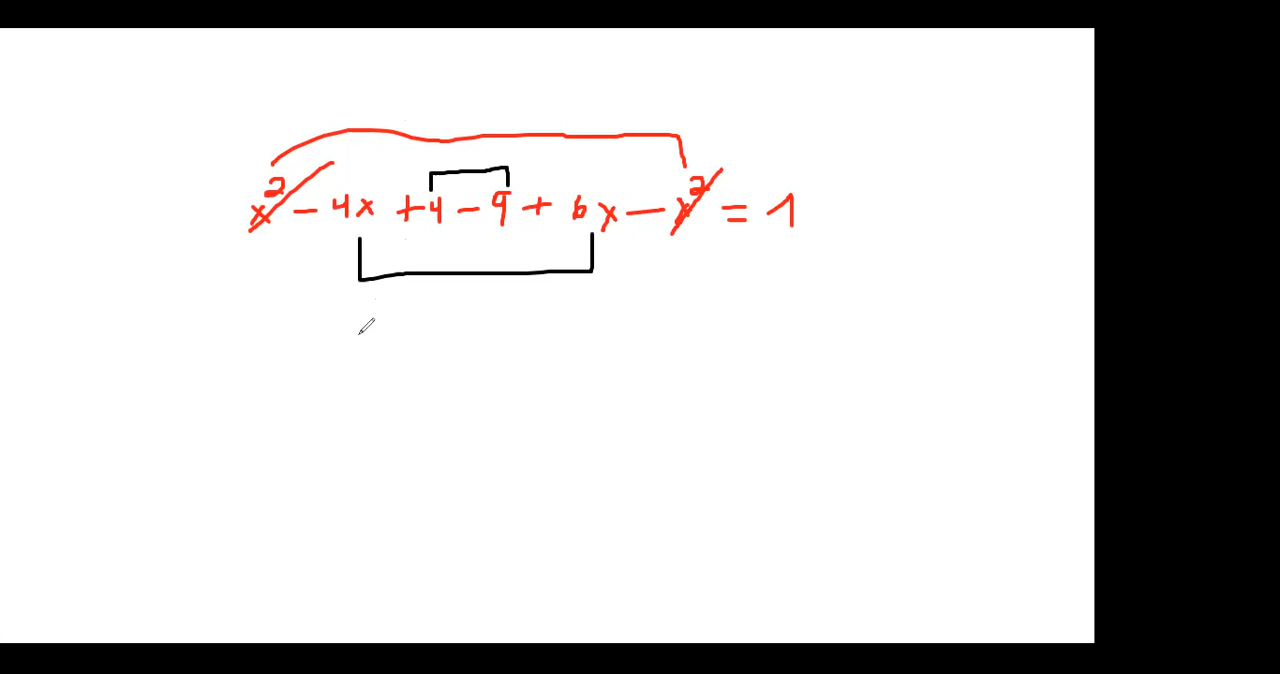 x² - 4x + 4 - 9 + 6x - x² = 1